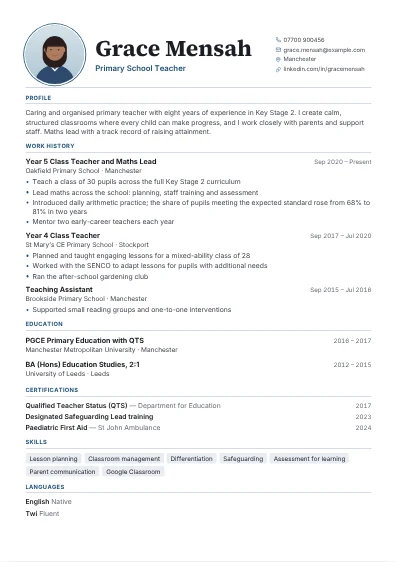 Grace Mensah
Primary School Teacher
07700 900456
grace.mensah@example.com
Manchester
linkedin.com/in/gracemensah
PROFILE
Caring and organised primary teacher with eight years of experience in Key Stage 2. I create calm,
structured classrooms where every child can make progress, and I work closely with parents and support
staff. Maths lead with a track record of raising attainment.
WORK HISTORY
Year 5 Class Teacher and Maths Lead Sep 2020 – Present
Oakfield Primary School · Manchester
• Teach a class of 30 pupils across the full Key Stage 2 curriculum
• Lead maths across the school: planning, staff training and assessment
• Introduced daily arithmetic practice; the share of pupils meeting the expected standard rose from 68% to
81% in two years
• Mentor two early-career teachers each year
Year 4 Class Teacher Sep 2017 – Jul 2020
St Mary's CE Primary School · Stockport
• Planned and taught engaging lessons for a mixed-ability class of 28
• Worked with the SENCO to adapt lessons for pupils with additional needs
• Ran the after-school gardening club
Teaching Assistant Sep 2015 – Jul 2016
Brookside Primary School · Manchester
• Supported small reading groups and one-to-one interventions
EDUCATION
PGCE Primary Education with QTS 2016 – 2017
Manchester Metropolitan University · Manchester
BA (Hons) Education Studies, 2:1 2012 – 2015
University of Leeds · Leeds
CERTIFICATIONS
Qualified Teacher Status (QTS) — Department for Education 2017
Designated Safeguarding Lead training 2023
Paediatric First Aid — St John Ambulance 2024
SKILLS
Lesson planning Classroom management Differentiation Safeguarding Assessment for learning
Parent communication Google Classroom
LANGUAGES
English Native
Twi Fluent